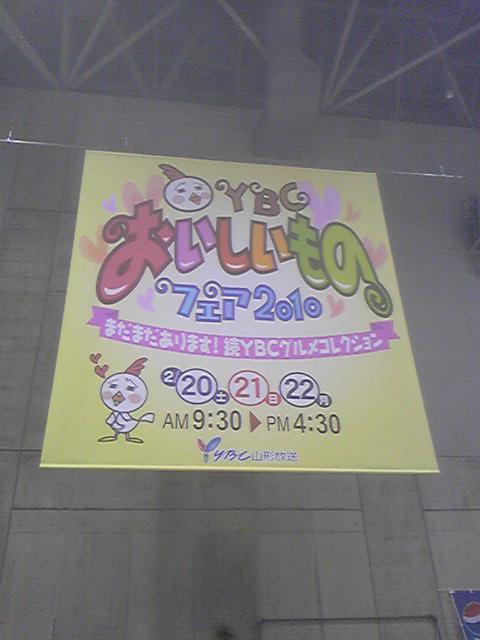 YBC
おいしいもの
フェア2010
まだまだあります!続YBCグルメコレクション
2/20土 21日 22月
AM9:30▶PM4:30
YBC山形放送